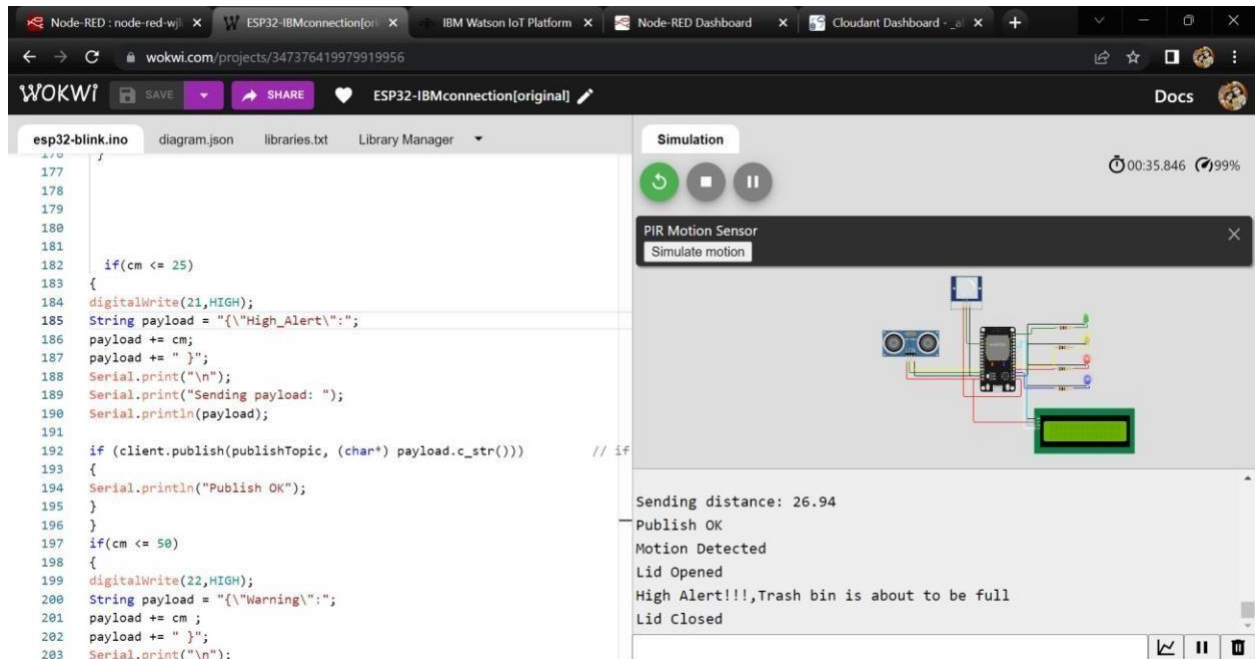 Node-RED : node-red-wjl
ESP32-IBMconnection[ori
IBM Watson IoT Platform
Node-RED Dashboard
Cloudant Dashboard - _a
wokwi.com/projects/347376419979919956
WOKWI
SAVE
SHARE
ESP32-IBMconnection[original]
Docs
esp32-blink.ino
diagram.json
libraries.txt
Library Manager
Simulation
00:35.846
99%
PIR Motion Sensor
Simulate motion
176 }
177
178
179
180
181
182 if(cm <= 25)
183 {
184 digitalWrite(21,HIGH);
185 String payload = "{\"High_Alert\":";
186 payload += cm;
187 payload += " }";
188 Serial.print("\n");
189 Serial.print("Sending payload: ");
190 Serial.println(payload);
191
192 if (client.publish(publishTopic, (char*) payload.c_str())) // if
193 {
194 Serial.println("Publish OK");
195 }
196 }
197 if(cm <= 50)
198 {
199 digitalWrite(22,HIGH);
200 String payload = "{\"Warning\":";
201 payload += cm ;
202 payload += " }";
203 Serial.print("\n");
Sending distance: 26.94
Publish OK
Motion Detected
Lid Opened
High Alert!!!,Trash bin is about to be full
Lid Closed